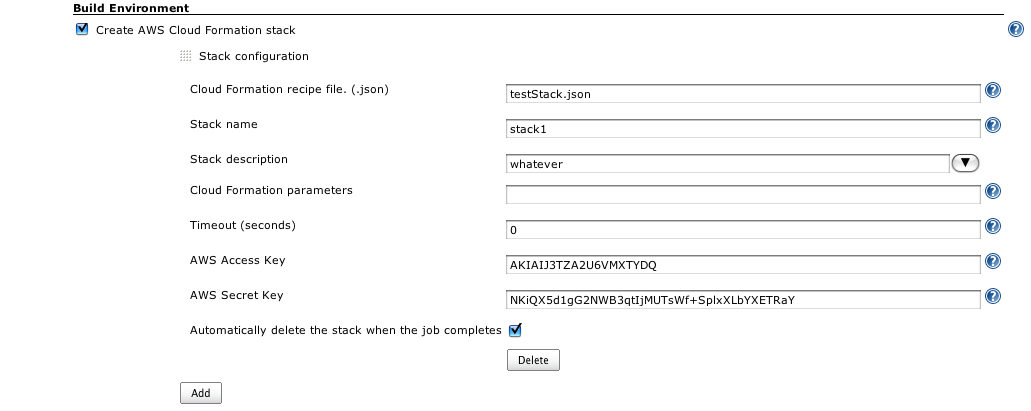 Build Environment
Create AWS Cloud Formation stack
Stack configuration
Cloud Formation recipe file. (.json) testStack.json
Stack name stack1
Stack description whatever
Cloud Formation parameters
Timeout (seconds) 0
AWS Access Key AKIAIJ3TZA2U6VMXTYDQ
AWS Secret Key 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
Automatically delete the stack when the job completes
Delete
Add